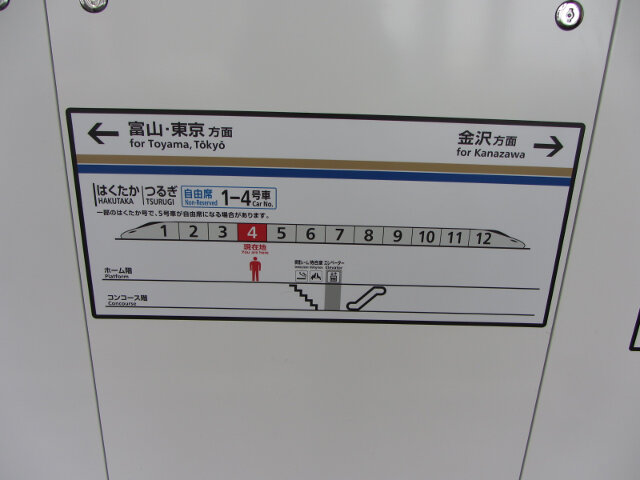 ← 富山・東京 方面
for Toyama, Tōkyō
金沢 方面 →
for Kanazawa
はくたか つるぎ 自由席 1-4 号車
HAKUTAKA TSURUGI Non-Reserved Car No.
一部のはくたか号で、5号車が自由席になる場合があります。
1 2 3 4 5 6 7 8 9 10 11 12
現在地
You are here
エレベーター
Elevator
ホーム階
Platform
コンコース階
Concourse